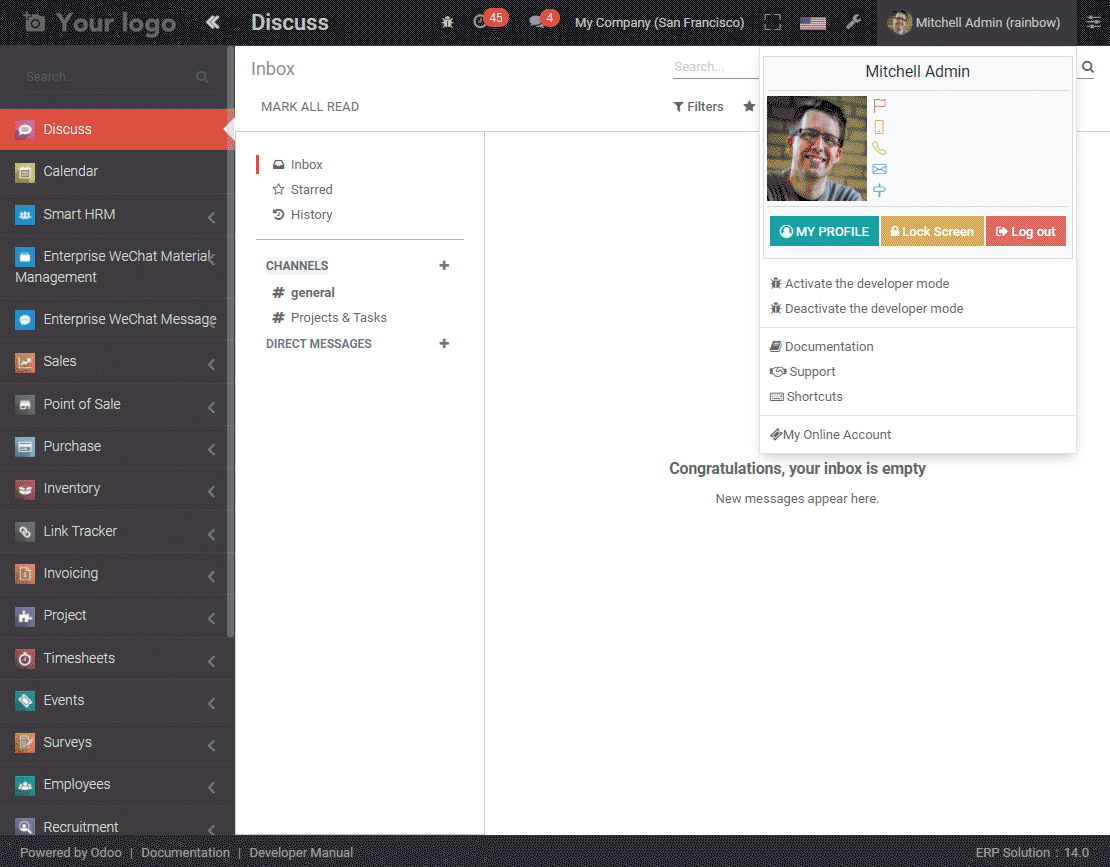 Your logo
Discuss
45
4
My Company (San Francisco)
Mitchell Admin (rainbow)
Search...
Discuss
Calendar
Smart HRM
Enterprise WeChat Material
Management
Enterprise WeChat Message
Sales
Point of Sale
Purchase
Inventory
Link Tracker
Invoicing
Project
Timesheets
Events
Surveys
Employees
Recruitment
Inbox
Search...
MARK ALL READ
Filters
Inbox
Starred
History
CHANNELS
+
# general
# Projects & Tasks
DIRECT MESSAGES
+
Mitchell Admin
MY PROFILE
Lock Screen
Log out
Activate the developer mode
Deactivate the developer mode
Documentation
Support
Shortcuts
My Online Account
Congratulations, your inbox is empty
New messages appear here.
Powered by Odoo | Documentation | Developer Manual
ERP Solution : 14.0